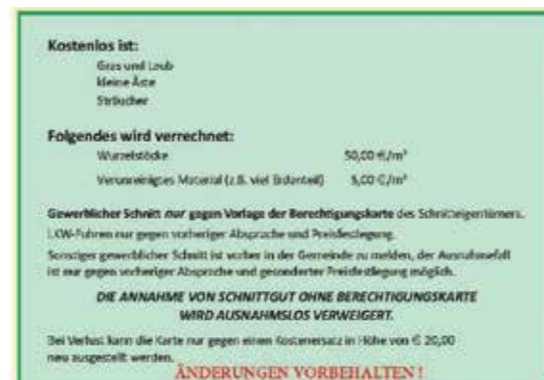 Kostenlos ist:
Gras und Laub
kleine Äste
Sträucher
Folgendes wird verrechnet:
Wurzelstöcke 50,00 €/m³
Verunreinigtes Material (z.B. viel Erdanteil) 5,00 €/m³
Gewerblicher Schnitt nur gegen Vorlage der Berechtigungskarte des Schnitteigentümers.
LKW-Fuhren nur gegen vorheriger Absprache und Preisfestlegung.
Sonstiger gewerblicher Schnitt ist vorher in der Gemeinde zu melden, der Ausnahmefall
ist nur gegen vorheriger Absprache und gesonderter Preisfestlegung möglich.
DIE ANNAHME VON SCHNITTGUT OHNE BERECHTIGUNGSKARTE
WIRD AUSNAHMSLOS VERWEIGERT.
Bei Verlust kann die Karte nur gegen einen Kostenersatz in Höhe von € 20,00
neu ausgestellt werden.
ÄNDERUNGEN VORBEHALTEN !